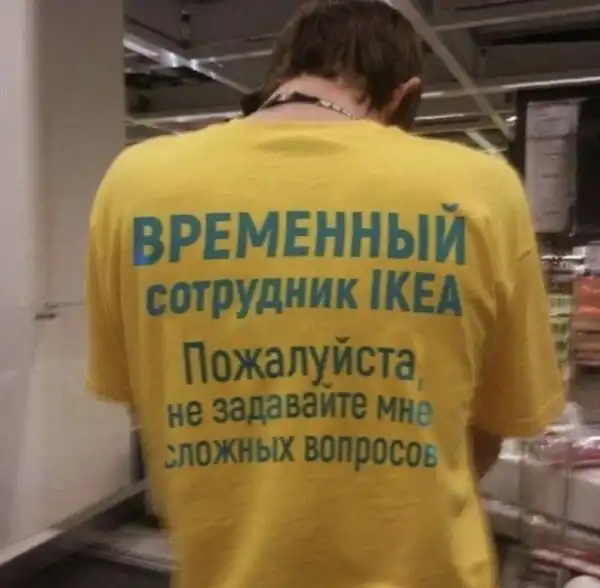 ВРЕМЕННЫЙ
сотрудник IKEA
Пожалуйста,
не задавайте мне
сложных вопросов